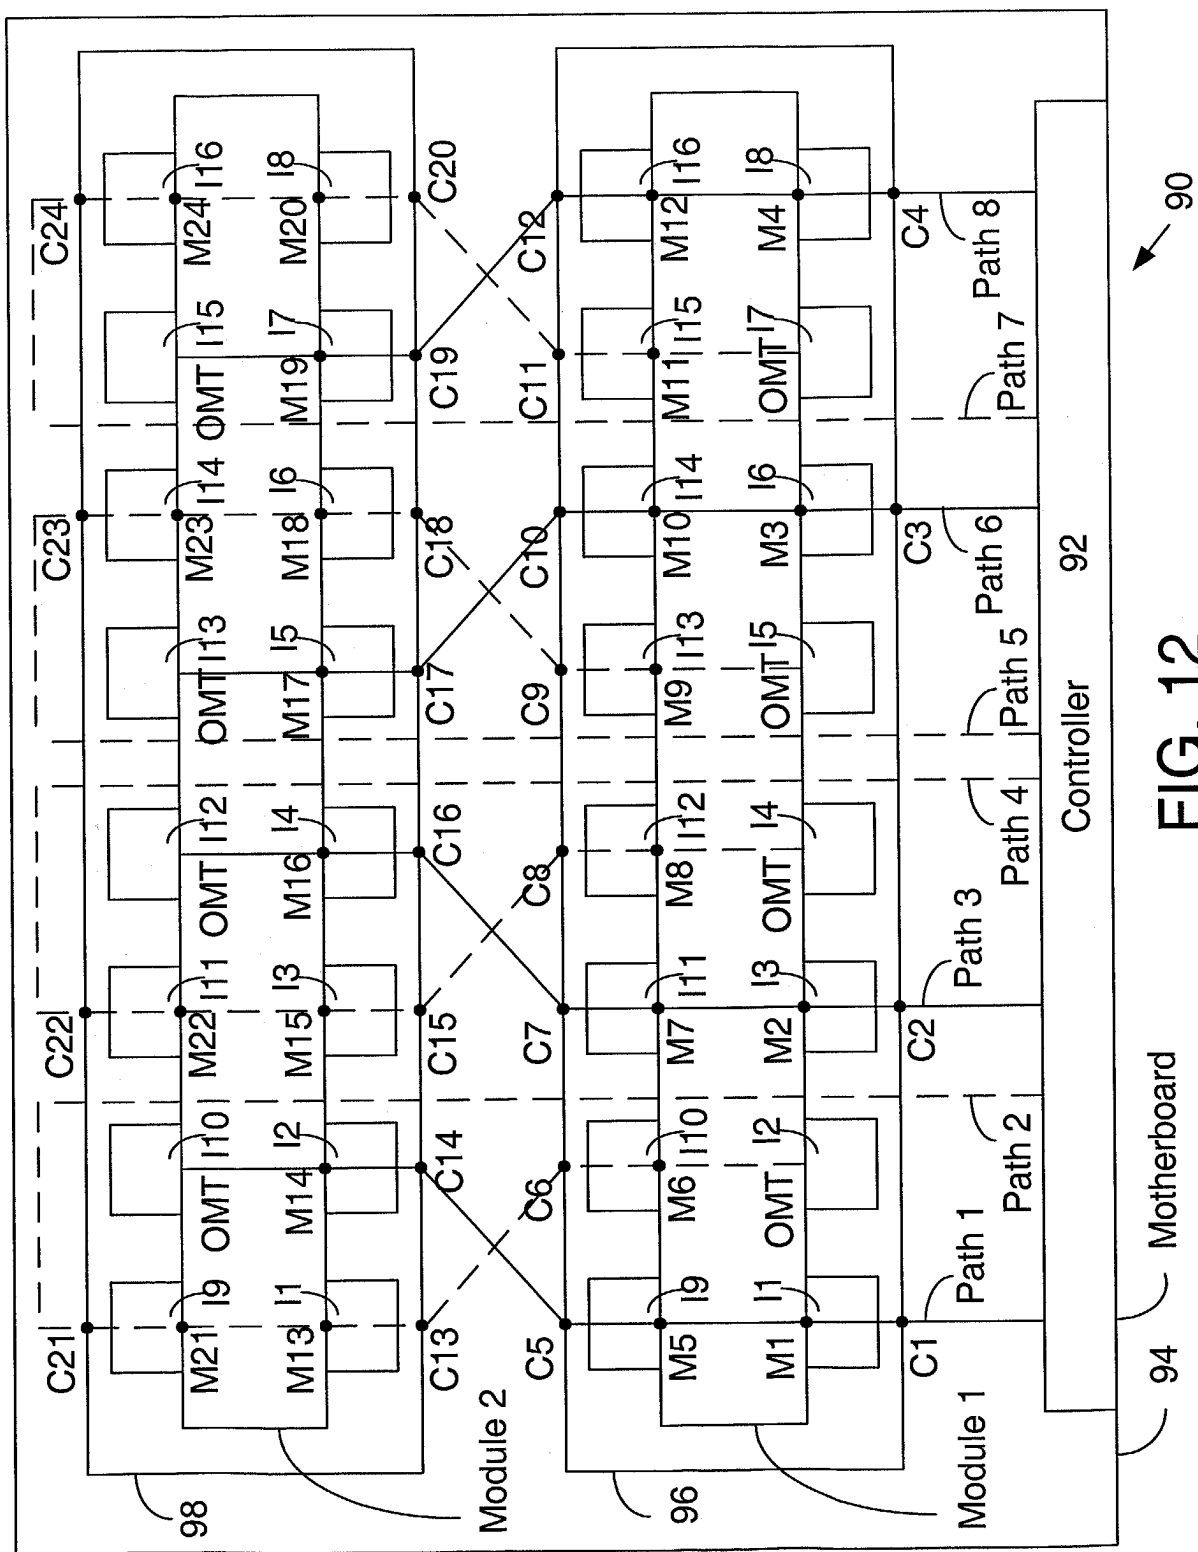 C21
C22
C23
C24
I9
I10
I11
I12
I13
I14
I15
I16
M21
OMT
M22
OMT
OMT
M23
OMT
M24
I1
I2
I3
I4
I5
I6
I7
I8
M13
M14
M15
M16
M17
M18
M19
M20
C13
C14
C15
C16
C17
C18
C19
C20
98
Module 2
C5
C6
C7
C8
C9
C10
C11
C12
I9
I10
I11
I12
I13
I14
I15
I16
M5
M6
M7
M8
M9
M10
M11
M12
I1
I2
I3
I4
I5
I6
I7
I8
M1
OMT
M2
OMT
OMT
M3
OMT
M4
C1
C2
C3
C4
96
Module 1
Path 1
Path 2
Path 3
Path 4
Path 5
Path 6
Path 7
Path 8
Controller 92
94
Motherboard
90
FIG. 12